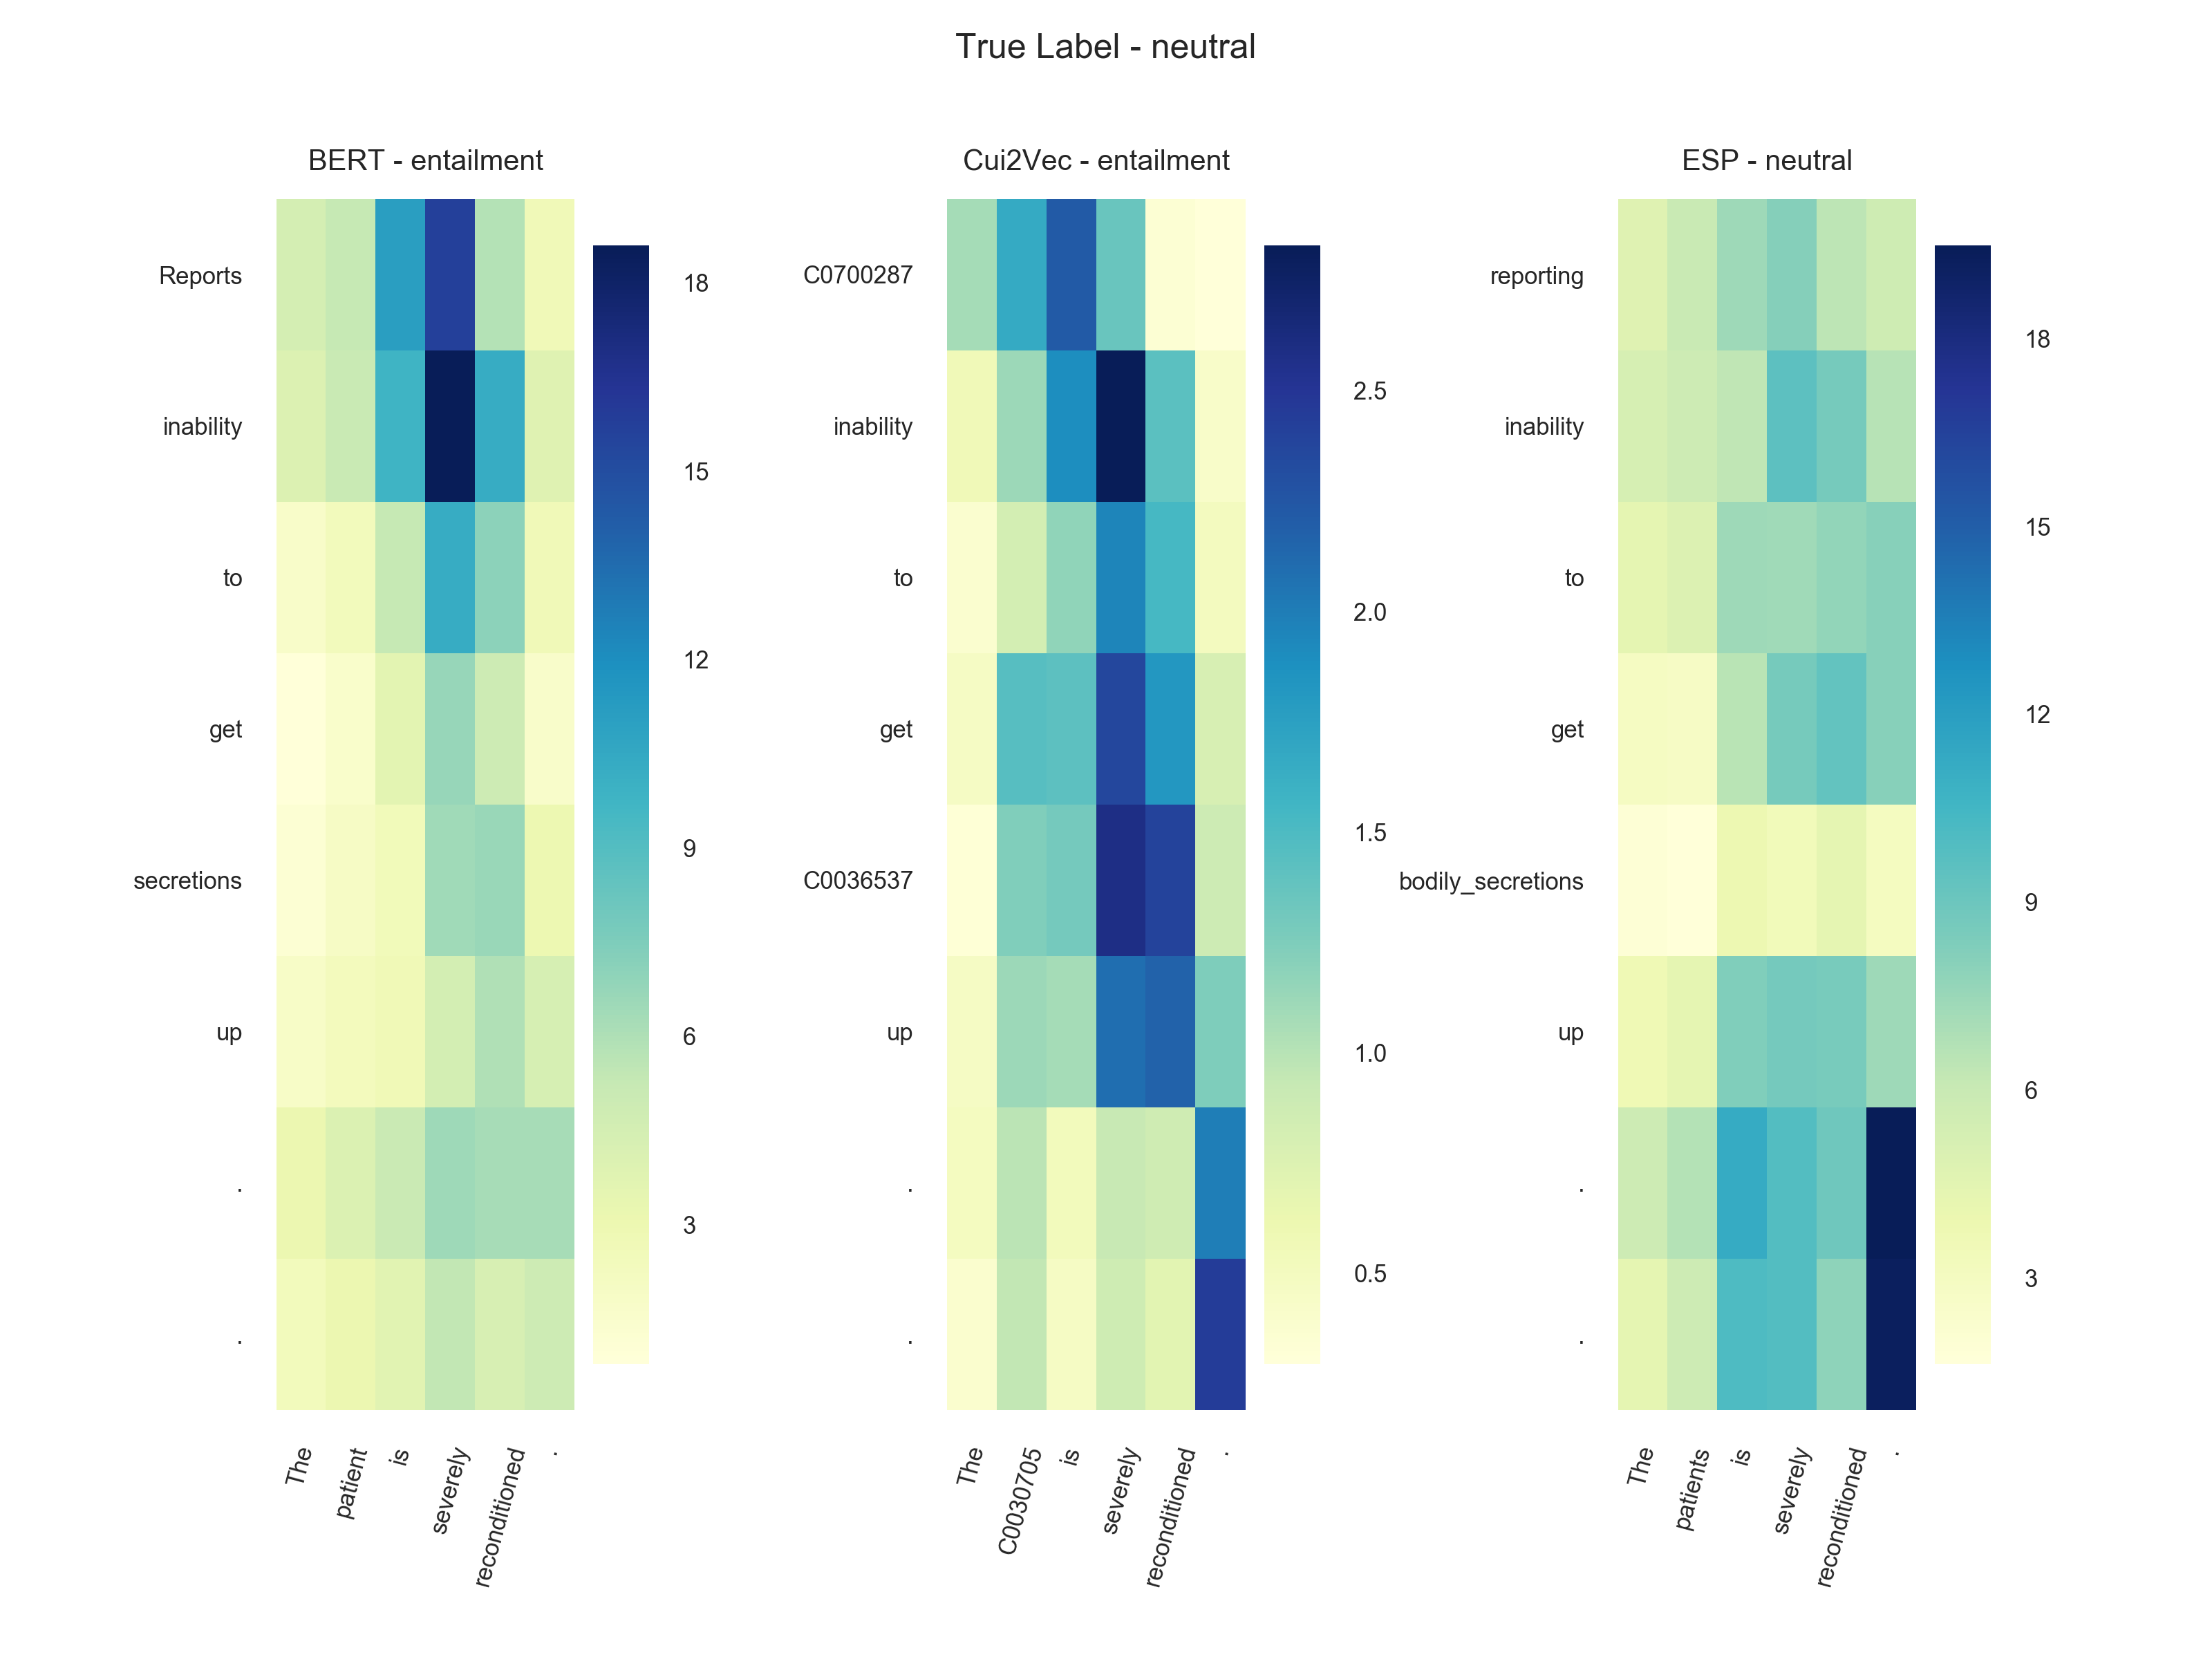 True Label - neutral
BERT - entailment
Reports
inability
to
get
secretions
up
.
.
The
patient
is
severely
reconditioned
.
18
15
12
9
6
3
Cui2Vec - entailment
C0700287
inability
to
get
C0036537
up
.
.
The
C0030705
is
severely
reconditioned
.
2.5
2.0
1.5
1.0
0.5
ESP - neutral
reporting
inability
to
get
bodily_secretions
up
.
.
The
patients
is
severely
reconditioned
.
18
15
12
9
6
3